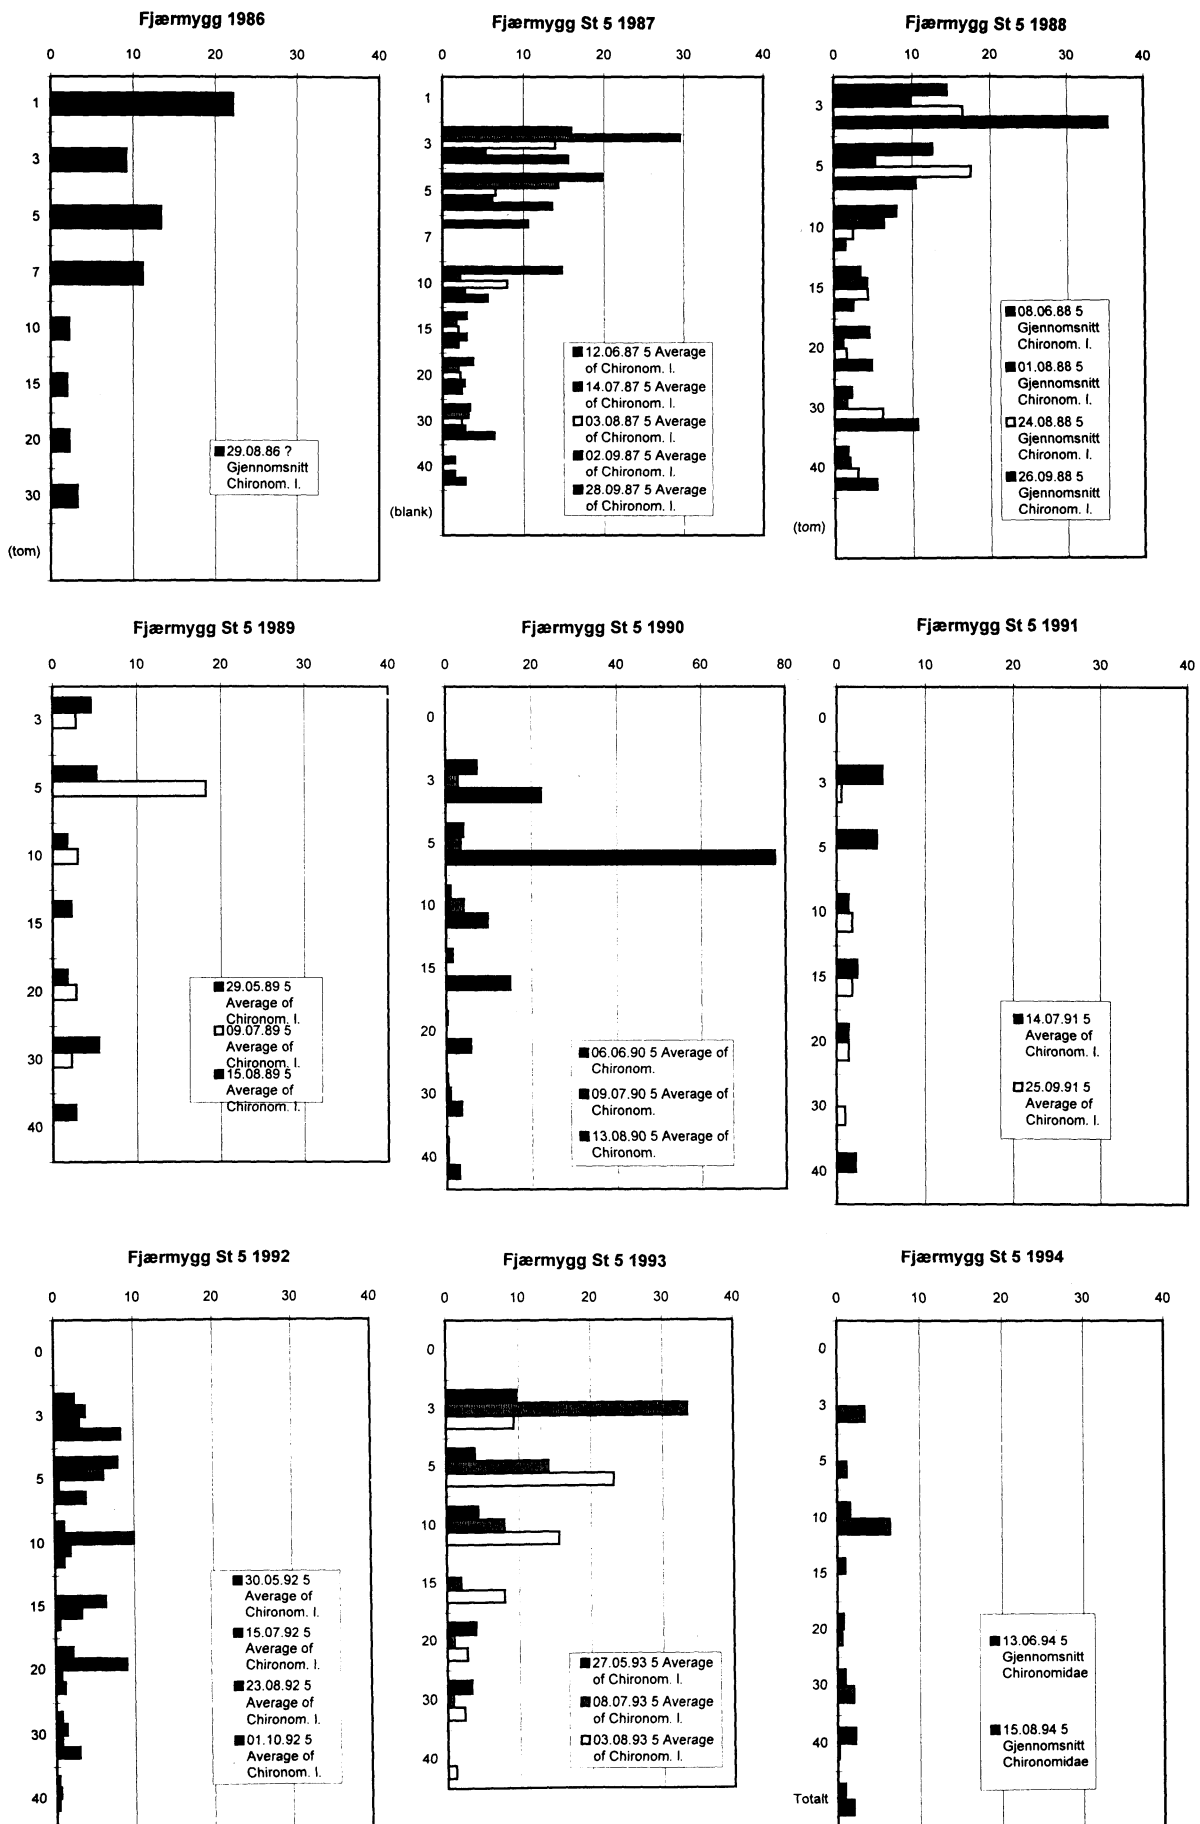 Fjærmygg 1986
0 10 20 30 40
1
3
5
7
10
15
20
30
(tom)
29.08.86 ?
Gjennomsnitt
Chironom. l.
Fjærmygg St 5 1987
0 10 20 30 40
1
3
5
7
10
15
20
30
40
(blank)
12.06.87 5 Average
of Chironom. l.
14.07.87 5 Average
of Chironom. l.
03.08.87 5 Average
of Chironom. l.
02.09.87 5 Average
of Chironom. l.
28.09.87 5 Average
of Chironom. l.
Fjærmygg St 5 1988
0 10 20 30 40
3
5
10
15
20
30
40
(tom)
08.06.88 5
Gjennomsnitt
Chironom. l.
01.08.88 5
Gjennomsnitt
Chironom. l.
24.08.88 5
Gjennomsnitt
Chironom. l.
26.09.88 5
Gjennomsnitt
Chironom. l.
Fjærmygg St 5 1989
0 10 20 30 40
3
5
10
15
20
30
40
29.05.89 5
Average of
Chironom. l.
09.07.89 5
Average of
Chironom. l.
15.08.89 5
Average of
Chironom. l.
Fjærmygg St 5 1990
0 20 40 60 80
0
3
5
10
15
20
30
40
06.06.90 5 Average of
Chironom.
09.07.90 5 Average of
Chironom.
13.08.90 5 Average of
Chironom.
Fjærmygg St 5 1991
0 10 20 30 40
0
3
5
10
15
20
30
40
14.07.91 5
Average of
Chironom. l.
25.09.91 5
Average of
Chironom. l.
Fjærmygg St 5 1992
0 10 20 30 40
0
3
5
10
15
20
30
40
30.05.92 5
Average of
Chironom. l.
15.07.92 5
Average of
Chironom. l.
23.08.92 5
Average of
Chironom. l.
01.10.92 5
Average of
Chironom. l.
Fjærmygg St 5 1993
0 10 20 30 40
0
3
5
10
15
20
30
40
27.05.93 5 Average
of Chironom. l.
08.07.93 5 Average
of Chironom. l.
03.08.93 5 Average
of Chironom. l.
Fjærmygg St 5 1994
0 10 20 30 40
0
3
5
10
15
20
30
40
Totalt
13.06.94 5
Gjennomsnitt
Chironomidae
15.08.94 5
Gjennomsnitt
Chironomidae